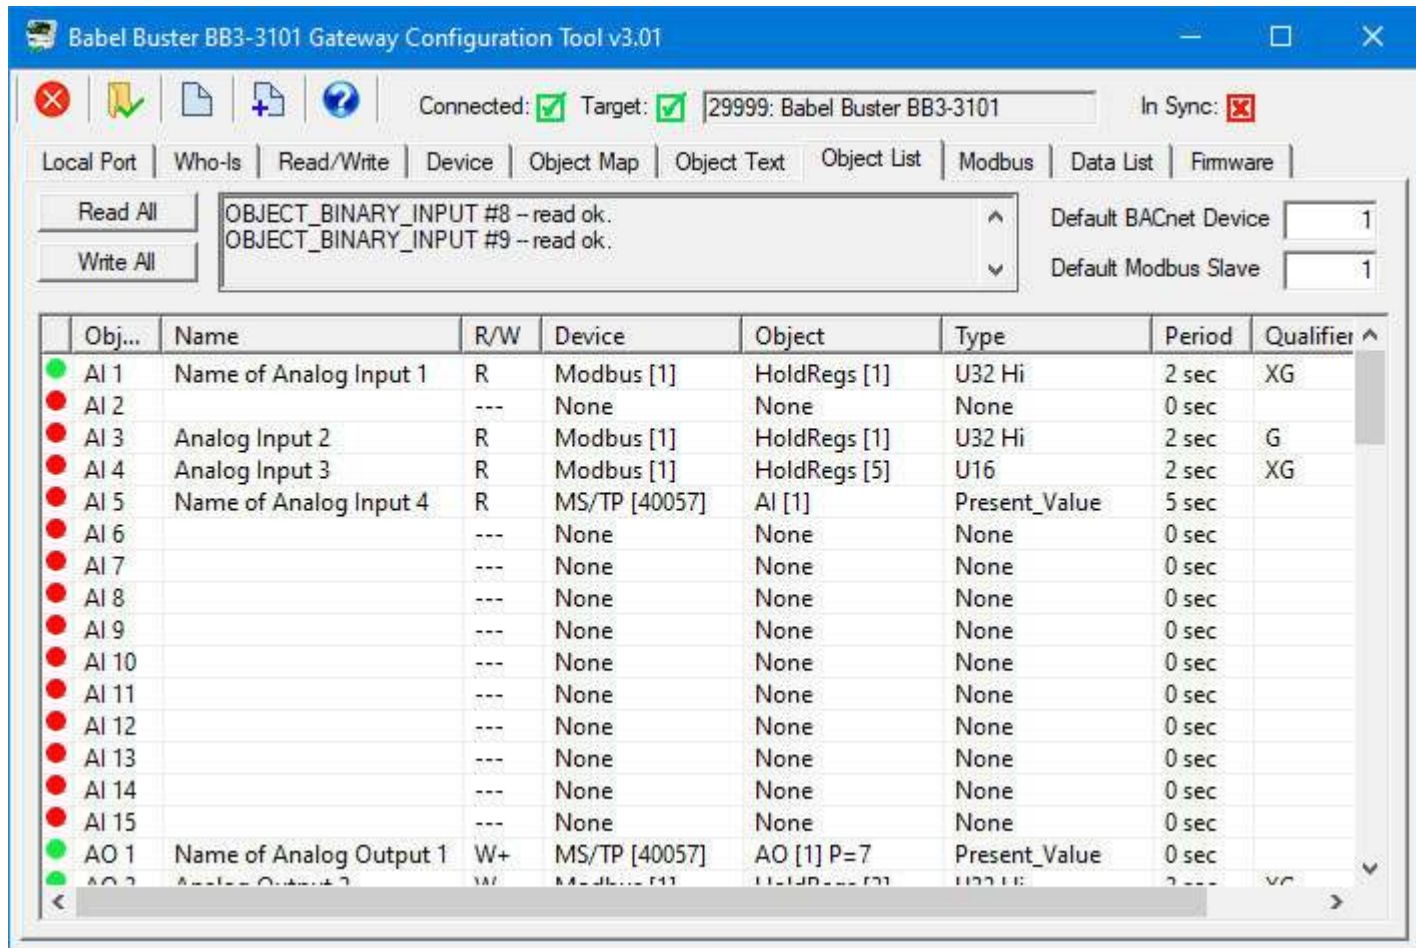 Babel Buster BB3-3101 Gateway Configuration Tool v3.01
Connected: Target: 29999: Babel Buster BB3-3101 In Sync:
Local Port Who-Is Read/Write Device Object Map Object Text Object List Modbus Data List Firmware
Read All
OBJECT_BINARY_INPUT #8 -- read ok.
Default BACnet Device 1
OBJECT_BINARY_INPUT #9 -- read ok.
Write All
Default Modbus Slave 1
Obj... Name R/W Device Object Type Period Qualifier
AI 1 Name of Analog Input 1 R Modbus [1] HoldRegs [1] U32 Hi 2 sec XG
AI 2 --- None None None 0 sec
AI 3 Analog Input 2 R Modbus [1] HoldRegs [1] U32 Hi 2 sec G
AI 4 Analog Input 3 R Modbus [1] HoldRegs [5] U16 2 sec XG
AI 5 Name of Analog Input 4 R MS/TP [40057] AI [1] Present_Value 5 sec
AI 6 --- None None None 0 sec
AI 7 --- None None None 0 sec
AI 8 --- None None None 0 sec
AI 9 --- None None None 0 sec
AI 10 --- None None None 0 sec
AI 11 --- None None None 0 sec
AI 12 --- None None None 0 sec
AI 13 --- None None None 0 sec
AI 14 --- None None None 0 sec
AI 15 --- None None None 0 sec
AO 1 Name of Analog Output 1 W+ MS/TP [40057] AO [1] P=7 Present_Value 0 sec